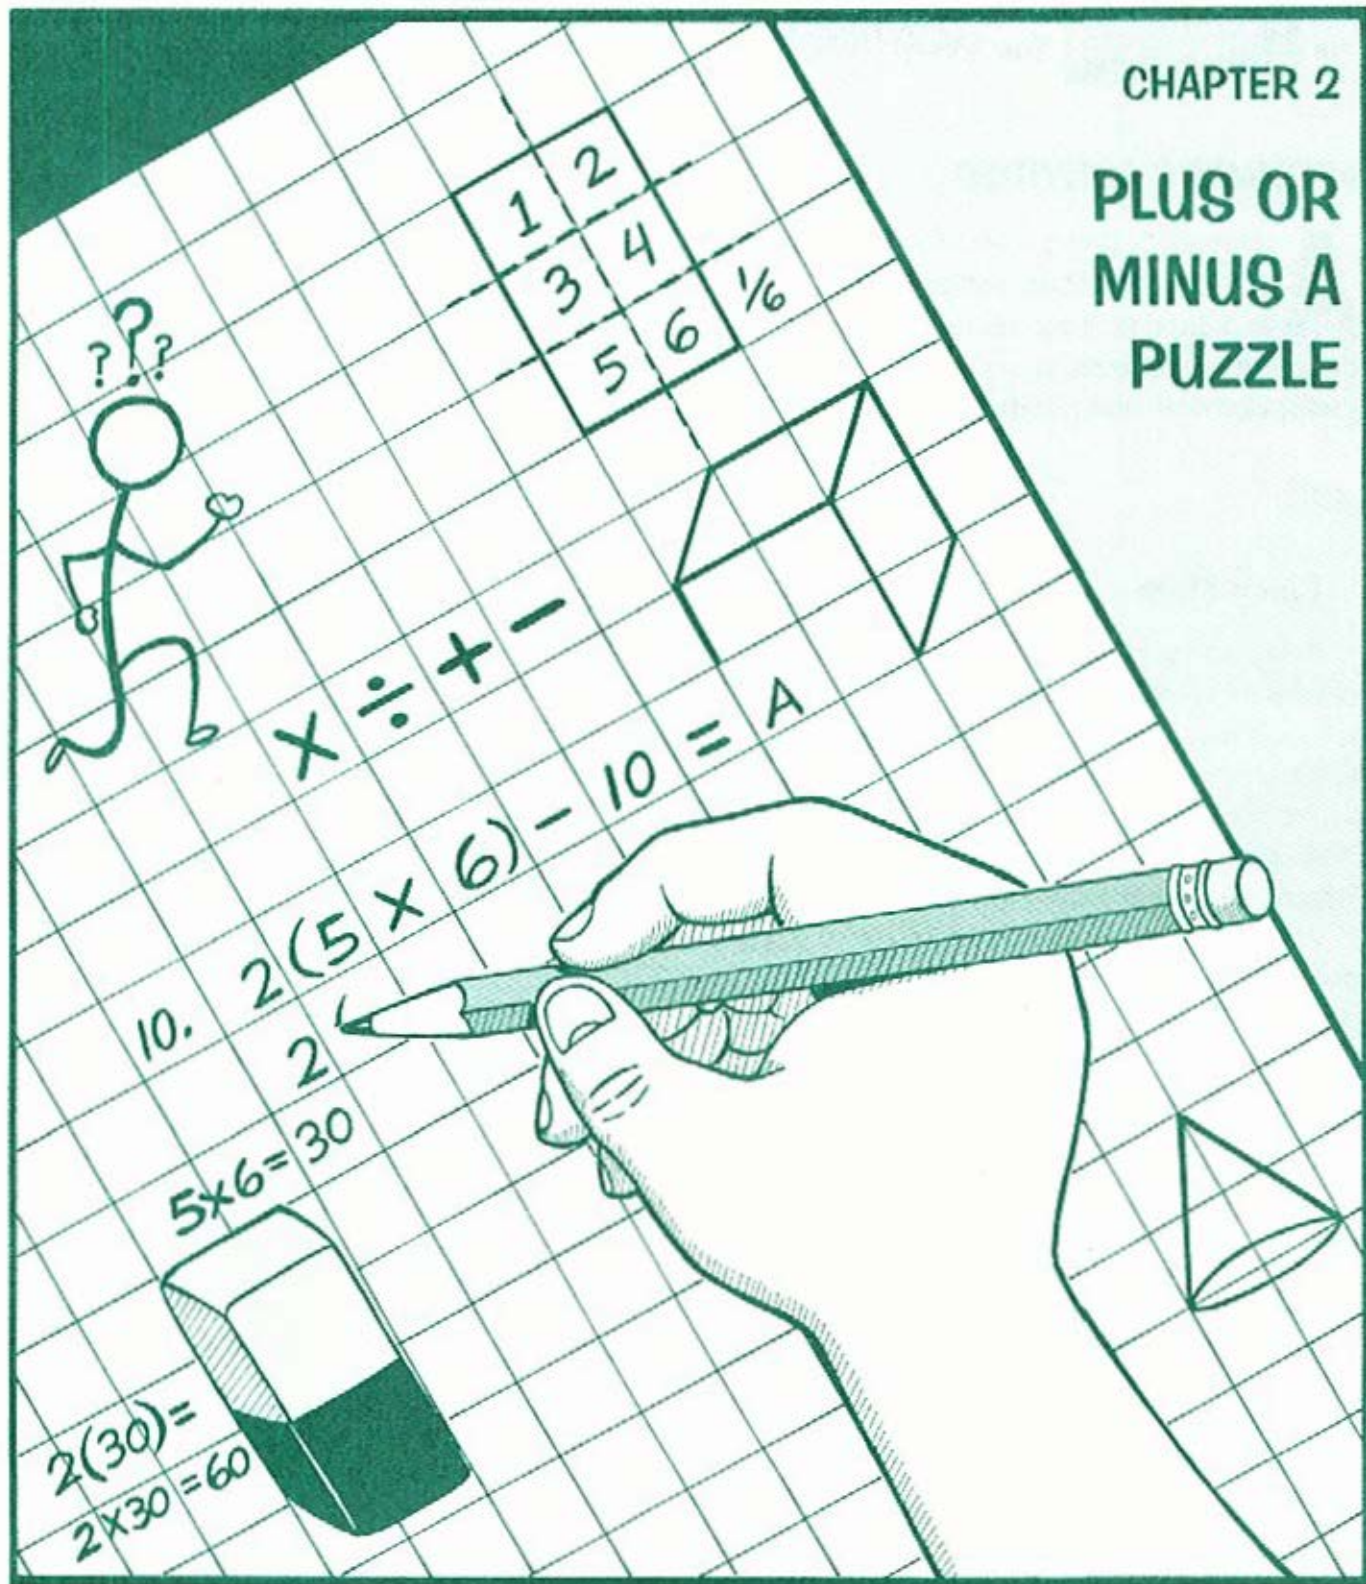 CHAPTER 2
PLUS OR
MINUS A
PUZZLE
1 2
3 4
5 6 1/6
? ? ?
× ÷ + −
10. 2(5 × 6) − 10 = A
2
5x6=30
2(30)=
2x30=60